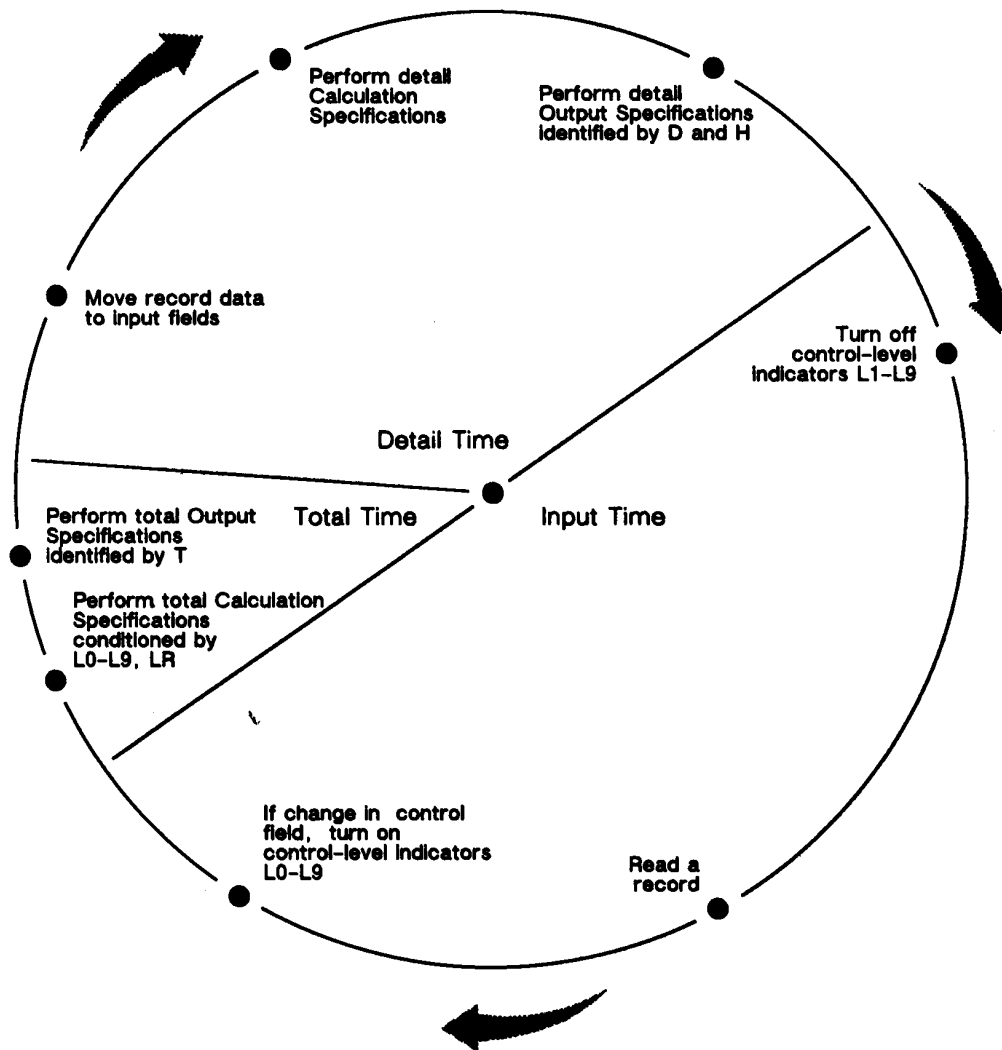 Perform detail
Calculation
Specifications
Perform detail
Output Specifications
identified by D and H
Move record data
to input fields
Turn off
control-level
indicators L1-L9
Detail Time
Total Time
Input Time
Perform total Output
Specifications
identified by T
Perform total Calculation
Specifications
conditioned by
L0-L9, LR
If change in control
field, turn on
control-level indicators
L0-L9
Read a
record